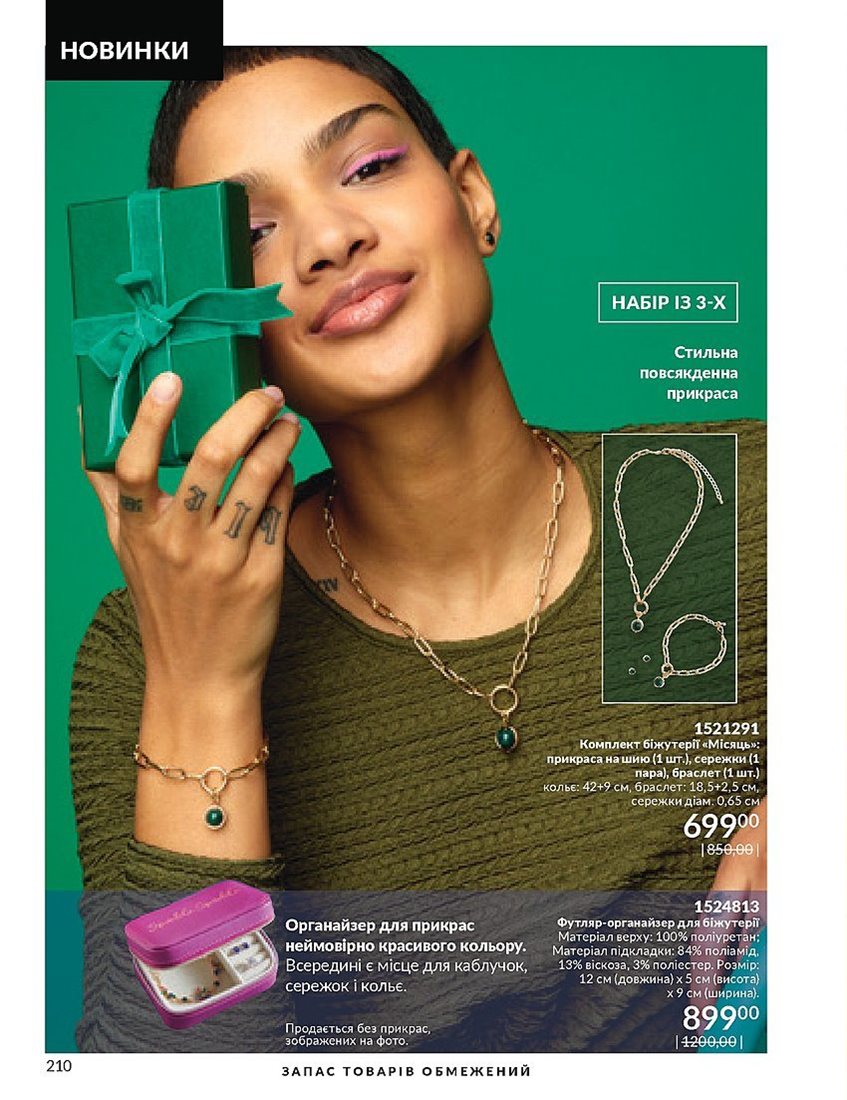 НОВИНКИ
НАБІР ІЗ 3-Х
Стильна
повсякденна
прикраса
1521291
Комплект біжутерії «Місяць»:
прикраса на шию (1 шт.), сережки (1
пара), браслет (1 шт.)
кольє: 42+9 см, браслет: 18,5+2,5 см,
сережки діам. 0,65 см
699⁰⁰
|850,00|
Органайзер для прикрас
неймовірно красивого кольору.
Всередині є місце для каблучок,
сережок і кольє.
Продається без прикрас,
зображених на фото.
1524813
Футляр-органайзер для біжутерії
Матеріал верху: 100% поліуретан;
Матеріал підкладки: 84% поліамід,
13% віскоза, 3% поліестер. Розмір:
12 см (довжина) x 5 см (висота)
x 9 см (ширина).
899⁰⁰
|1200,00|
210
ЗАПАС ТОВАРІВ ОБМЕЖЕНИЙ